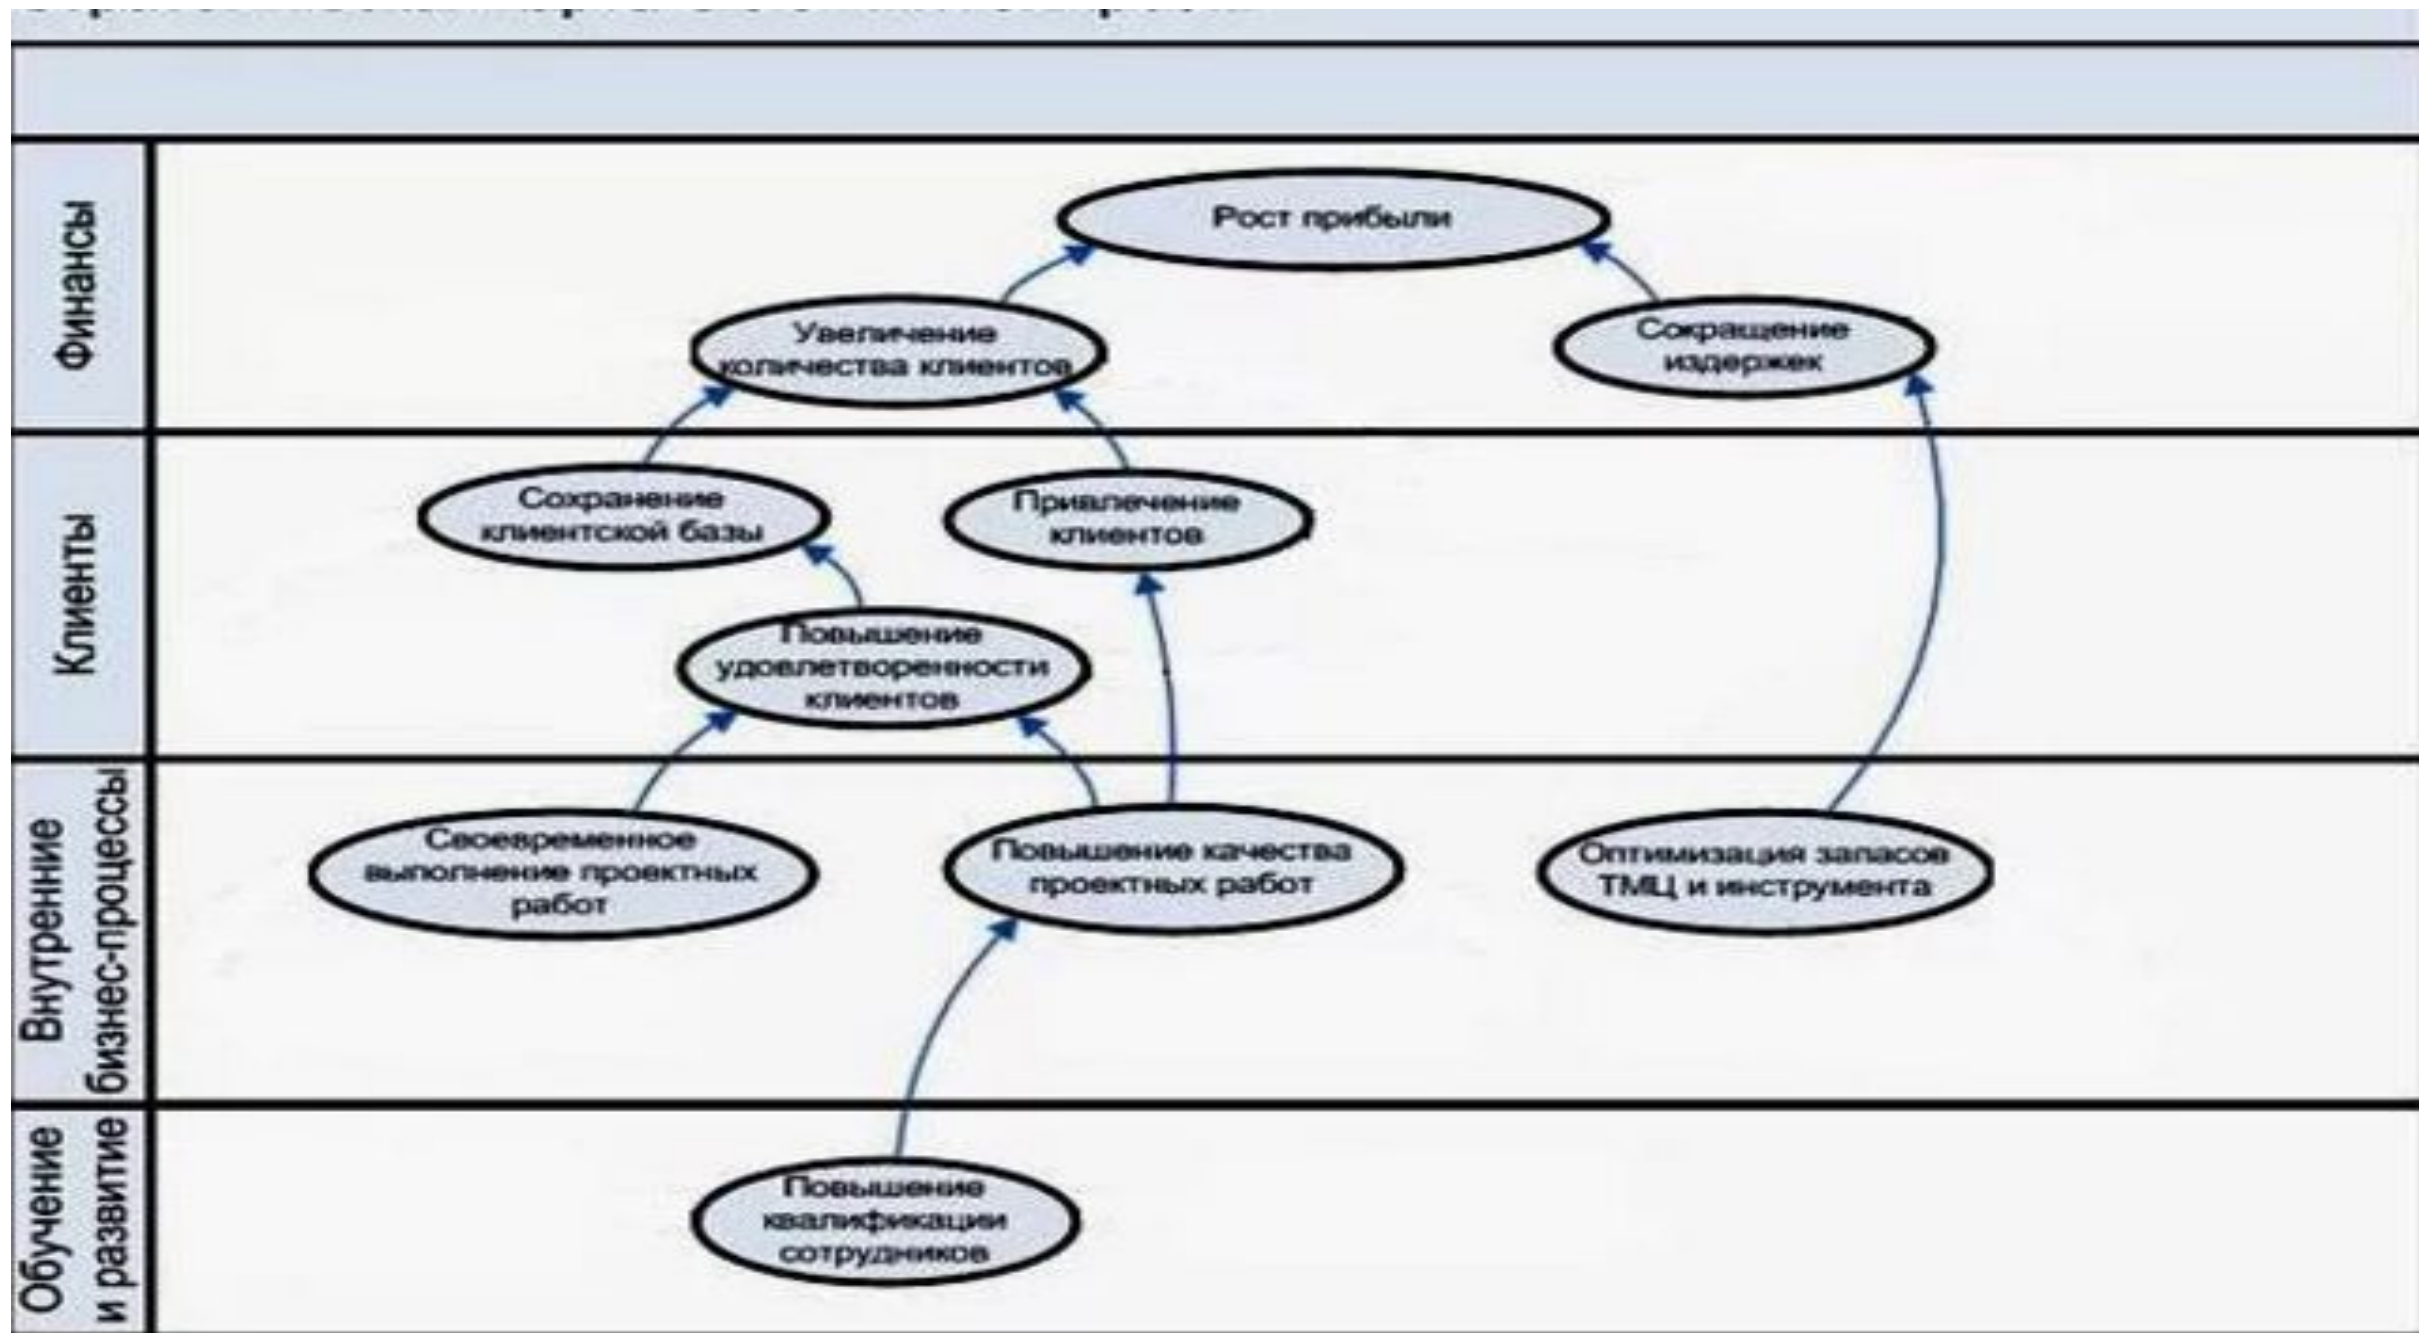 Финансы
Рост прибыли
Увеличение
количества клиентов
Сокращение
издержек
Клиенты
Сохранение
клиентской базы
Привлечение
клиентов
Повышение
удовлетворенности
клиентов
Внутренние
бизнес-процессы
Своевременное
выполнение проектных
работ
Повышение качества
проектных работ
Оптимизация запасов
ТМЦ и инструмента
Обучение
и развитие
Повышение
квалификации
сотрудников